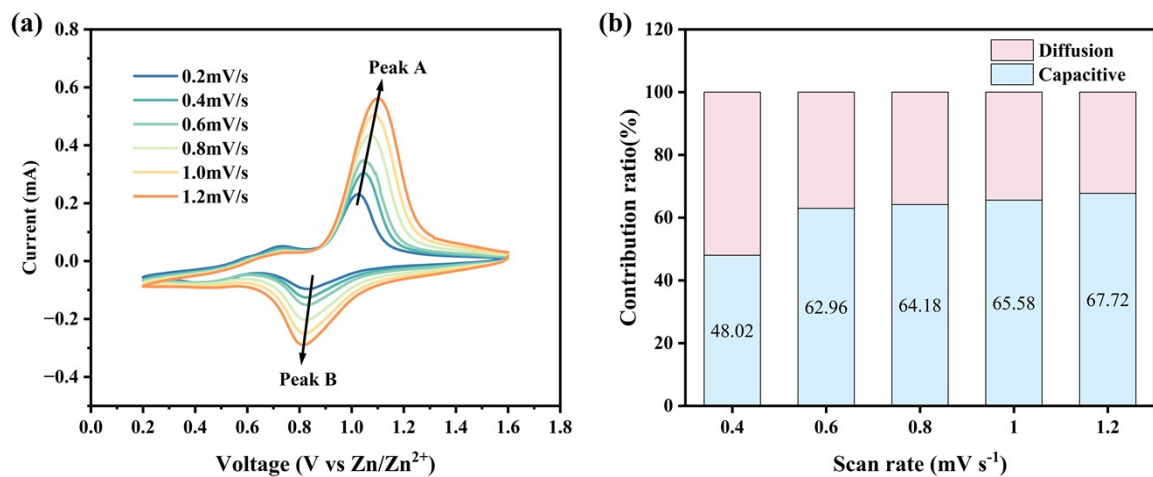 (a)
0.8
0.6
0.4
0.2
0.0
−0.2
−0.4
Current (mA)
0.2mV/s
0.4mV/s
0.6mV/s
0.8mV/s
1.0mV/s
1.2mV/s
Peak A
Peak B
0.0 0.2 0.4 0.6 0.8 1.0 1.2 1.4 1.6 1.8
Voltage (V vs Zn/Zn²⁺)
(b)
120
100
80
60
40
20
0
Contribution ratio(%)
Diffusion
Capacitive
48.02 62.96 64.18 65.58 67.72
0.4 0.6 0.8 1 1.2
Scan rate (mV s⁻¹)